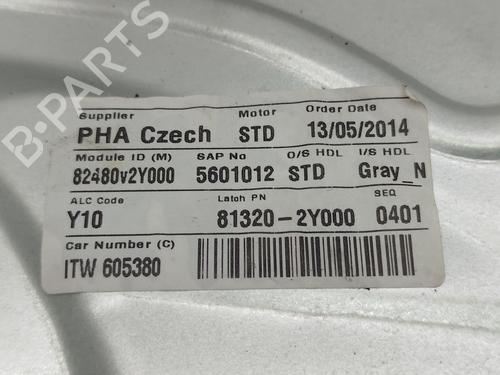 B-PARTS
Supplier Motor Order Date
PHA Czech STD 13/05/2014
Module ID (M) SAP No O/S HDL I/S HDL
82480v2Y000 5601012 STD Gray_N
ALC Code Latch PN SEQ
Y10 81320-2Y000 0401
Car Number (C)
ITW 605380